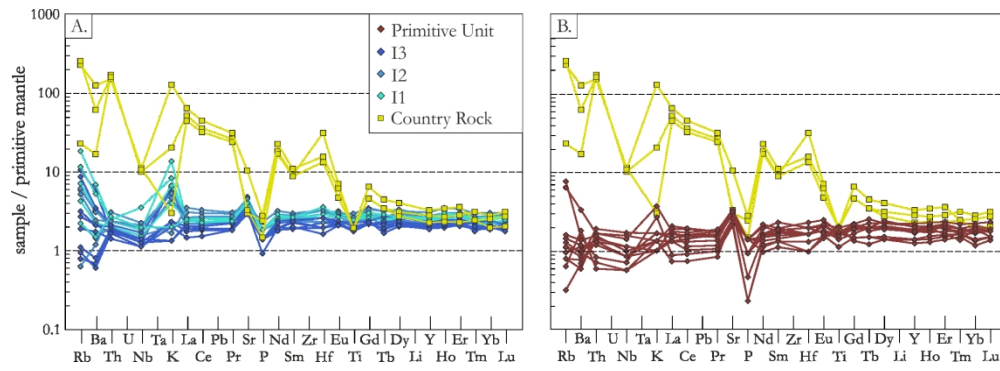 A.
B.
1000
100
10
1
0.1
sample / primitive mantle
Primitive Unit
I3
I2
I1
Country Rock
Ba U Ta La Pb Sr Nd Zr Eu Gd Dy Y Er Yb
Rb Th Nb K Ce Pr P Sm Hf Ti Tb Li Ho Tm Lu
Ba U Ta La Pb Sr Nd Zr Eu Gd Dy Y Er Yb
Rb Th Nb K Ce Pr P Sm Hf Ti Tb Li Ho Tm Lu